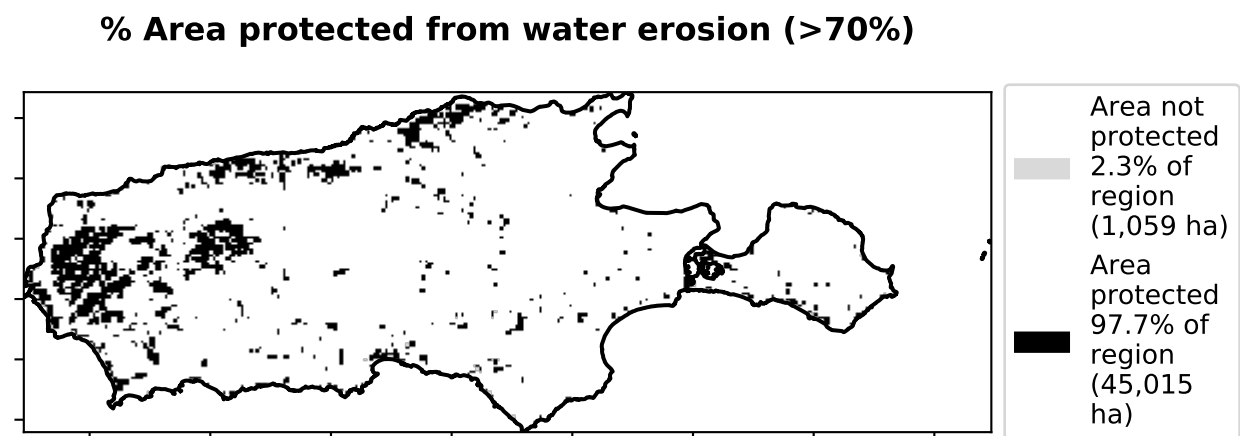 % Area protected from water erosion (>70%)
Area not
protected
2.3% of
region
(1,059 ha)
Area
protected
97.7% of
region
(45,015
ha)